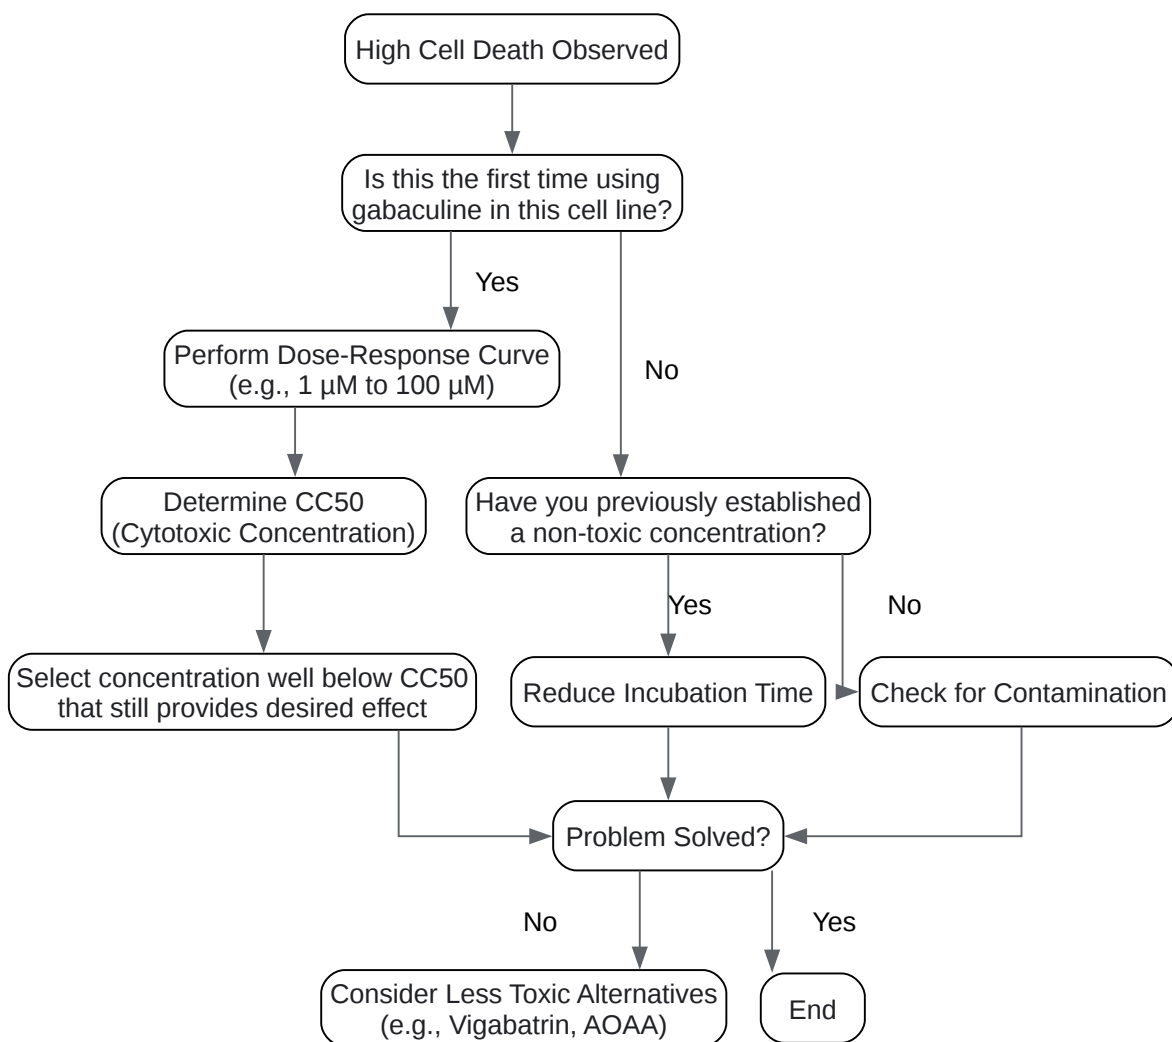 High Cell Death Observed
Is this the first time using
gabaculine in this cell line?
Yes
Perform Dose-Response Curve
(e.g., 1 µM to 100 µM)
No
Determine CC50
(Cytotoxic Concentration)
Have you previously established
a non-toxic concentration?
Yes
No
Select concentration well below CC50
that still provides desired effect
Reduce Incubation Time
Check for Contamination
Problem Solved?
No
Yes
Consider Less Toxic Alternatives
(e.g., Vigabatrin, AOAA)
End